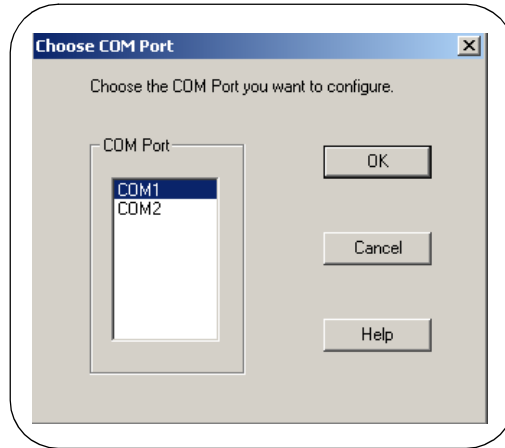 Choose COM Port
Choose the COM Port you want to configure.
COM Port
COM1
COM2
OK
Cancel
Help